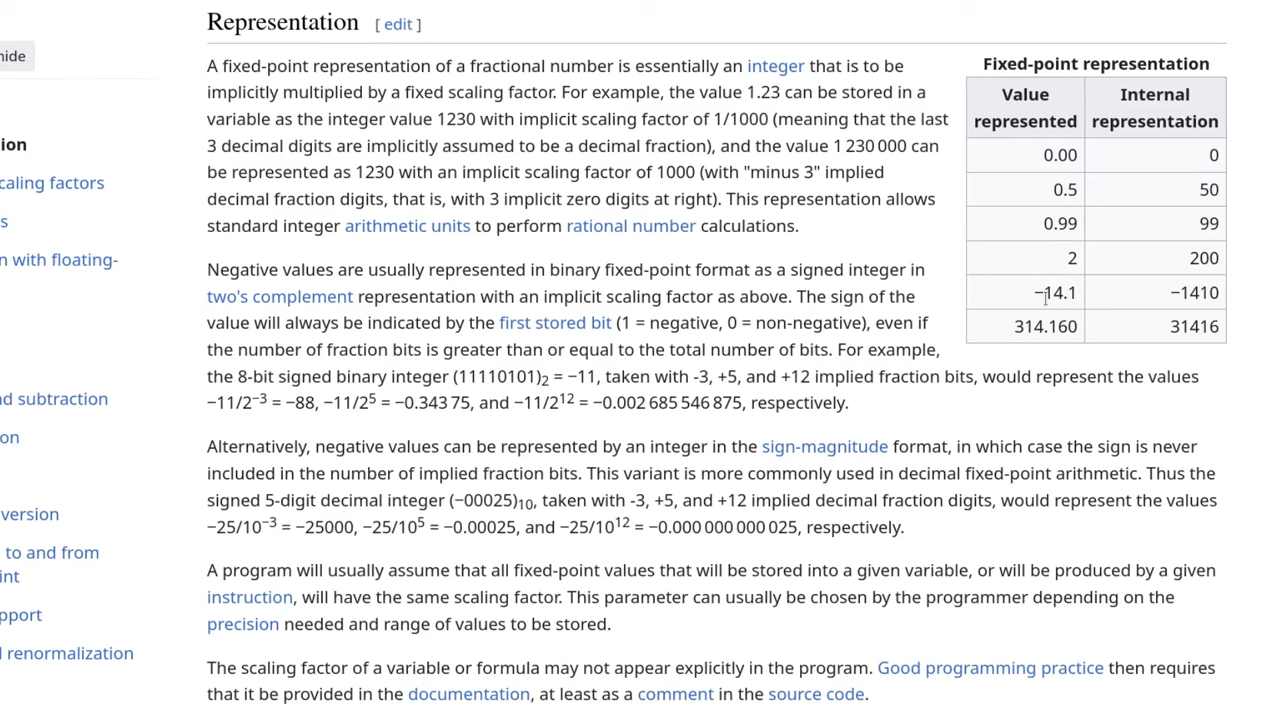 Representation [ edit ]
hide
A fixed-point representation of a fractional number is essentially an integer that is to be
implicitly multiplied by a fixed scaling factor. For example, the value 1.23 can be stored in a
variable as the integer value 1230 with implicit scaling factor of 1/1000 (meaning that the last
3 decimal digits are implicitly assumed to be a decimal fraction), and the value 1 230 000 can
be represented as 1230 with an implicit scaling factor of 1000 (with "minus 3" implied
decimal fraction digits, that is, with 3 implicit zero digits at right). This representation allows
standard integer arithmetic units to perform rational number calculations.
Fixed-point representation
Value represented Internal representation
0.00 0
0.5 50
0.99 99
2 200
−14.1 −1410
314.160 31416
Negative values are usually represented in binary fixed-point format as a signed integer in
two's complement representation with an implicit scaling factor as above. The sign of the
value will always be indicated by the first stored bit (1 = negative, 0 = non-negative), even if
the number of fraction bits is greater than or equal to the total number of bits. For example,
the 8-bit signed binary integer (11110101)₂ = −11, taken with -3, +5, and +12 implied fraction bits, would represent the values
−11/2⁻³ = −88, −11/2⁵ = −0.343 75, and −11/2¹² = −0.002 685 546 875, respectively.
Alternatively, negative values can be represented by an integer in the sign-magnitude format, in which case the sign is never
included in the number of implied fraction bits. This variant is more commonly used in decimal fixed-point arithmetic. Thus the
signed 5-digit decimal integer (−00025)₁₀, taken with -3, +5, and +12 implied decimal fraction digits, would represent the values
−25/10⁻³ = −25000, −25/10⁵ = −0.00025, and −25/10¹² = −0.000 000 000 025, respectively.
A program will usually assume that all fixed-point values that will be stored into a given variable, or will be produced by a given
instruction, will have the same scaling factor. This parameter can usually be chosen by the programmer depending on the
precision needed and range of values to be stored.
The scaling factor of a variable or formula may not appear explicitly in the program. Good programming practice then requires
that it be provided in the documentation, at least as a comment in the source code.
ion
caling factors
s
n with floating-
nd subtraction
on
version
to and from
int
pport
l renormalization